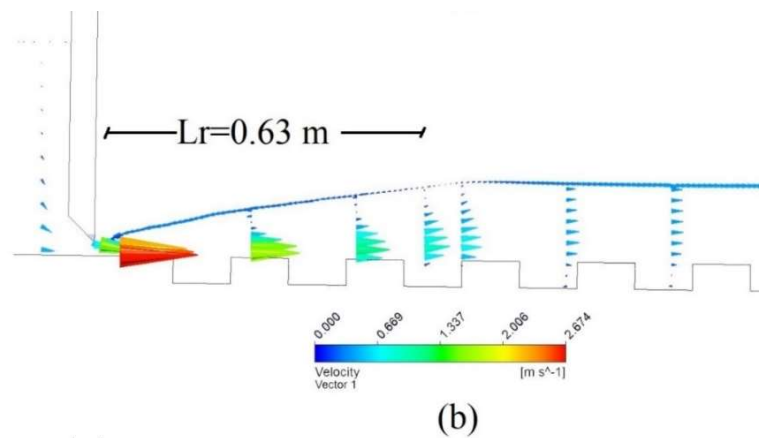 Lr=0.63 m
0.000
0.669
1.337
2.006
2.674
Velocity
Vector 1
[m s^-1]
(b)